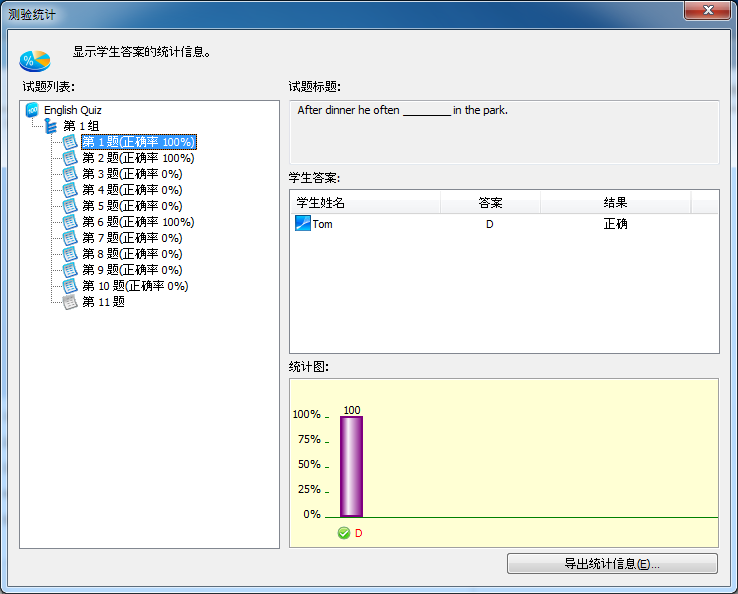 测验统计
显示学生答案的统计信息。
试题列表:
English Quiz
第 1 组
第 1 题(正确率 100%)
第 2 题(正确率 100%)
第 3 题(正确率 0%)
第 4 题(正确率 0%)
第 5 题(正确率 0%)
第 6 题(正确率 100%)
第 7 题(正确率 0%)
第 8 题(正确率 0%)
第 9 题(正确率 0%)
第 10 题(正确率 0%)
第 11 题
试题标题:
After dinner he often _________ in the park.
学生答案:
学生姓名 答案 结果
Tom D 正确
统计图:
100
100%
75%
50%
25%
0%
D
导出统计信息(E)...